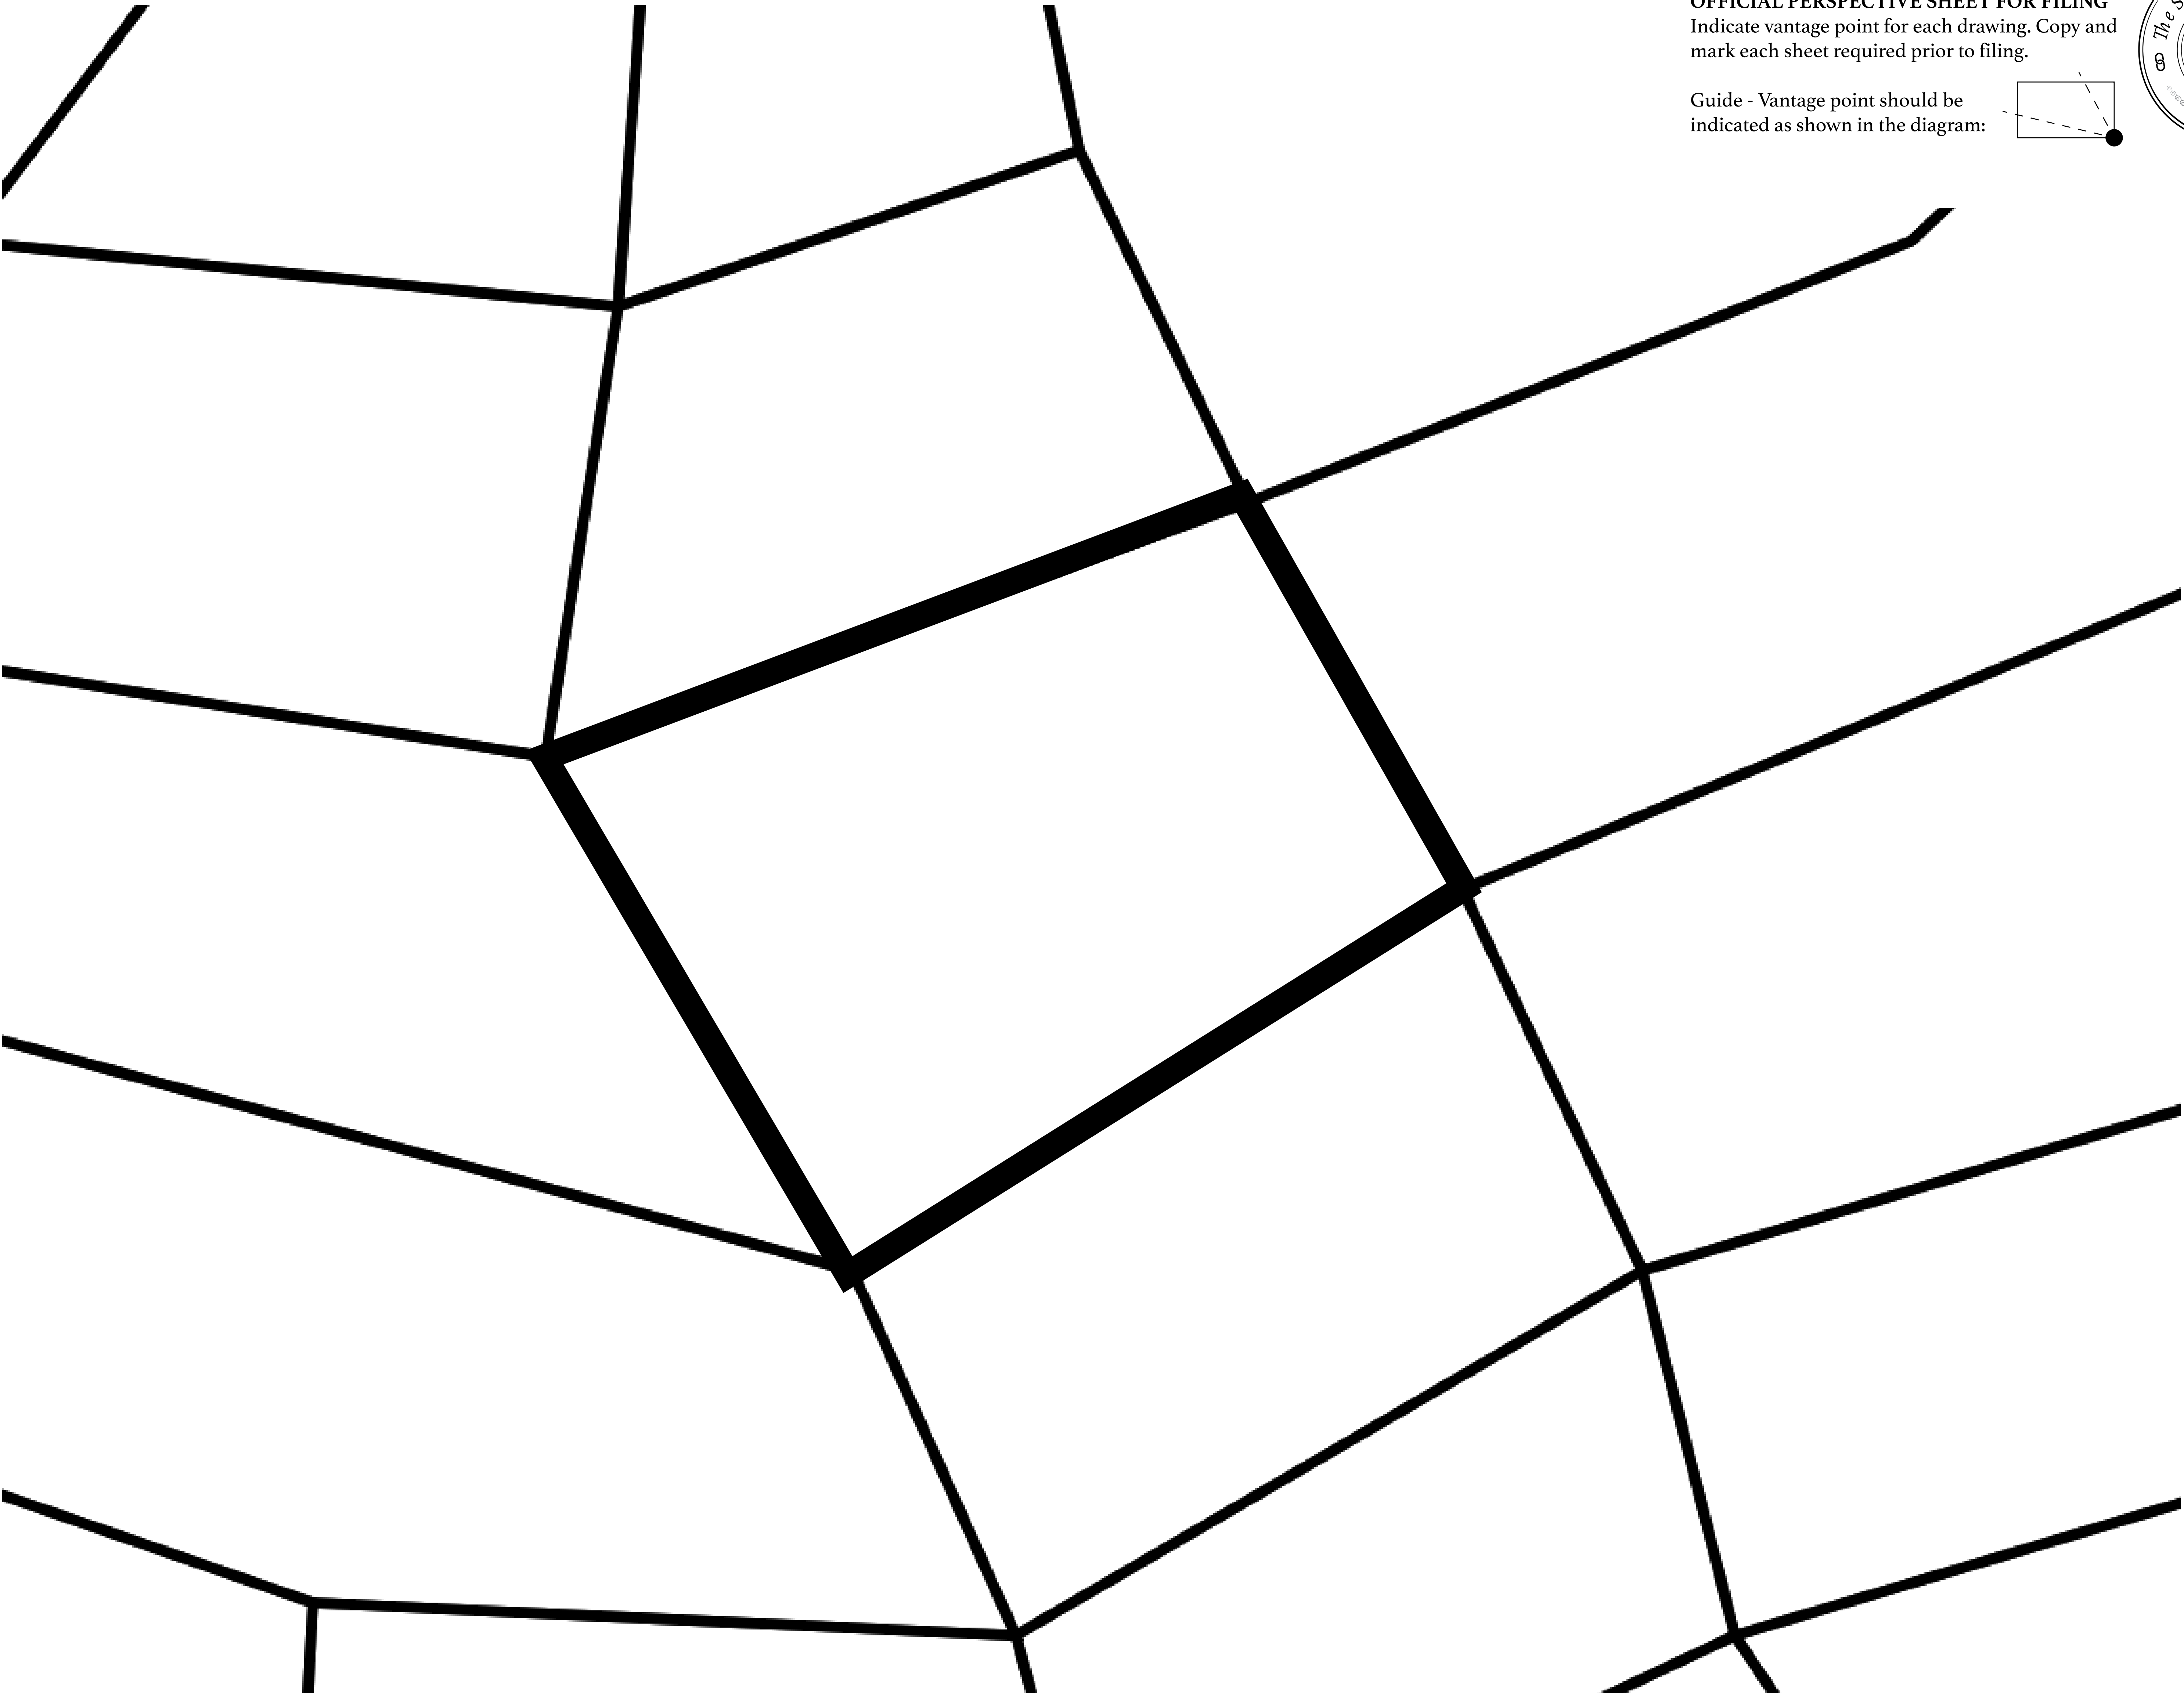 OFFICIAL PERSPECTIVE SHEET FOR FILING
Indicate vantage point for each drawing. Copy and
mark each sheet required prior to filing.
Guide - Vantage point should be
indicated as shown in the diagram:
The